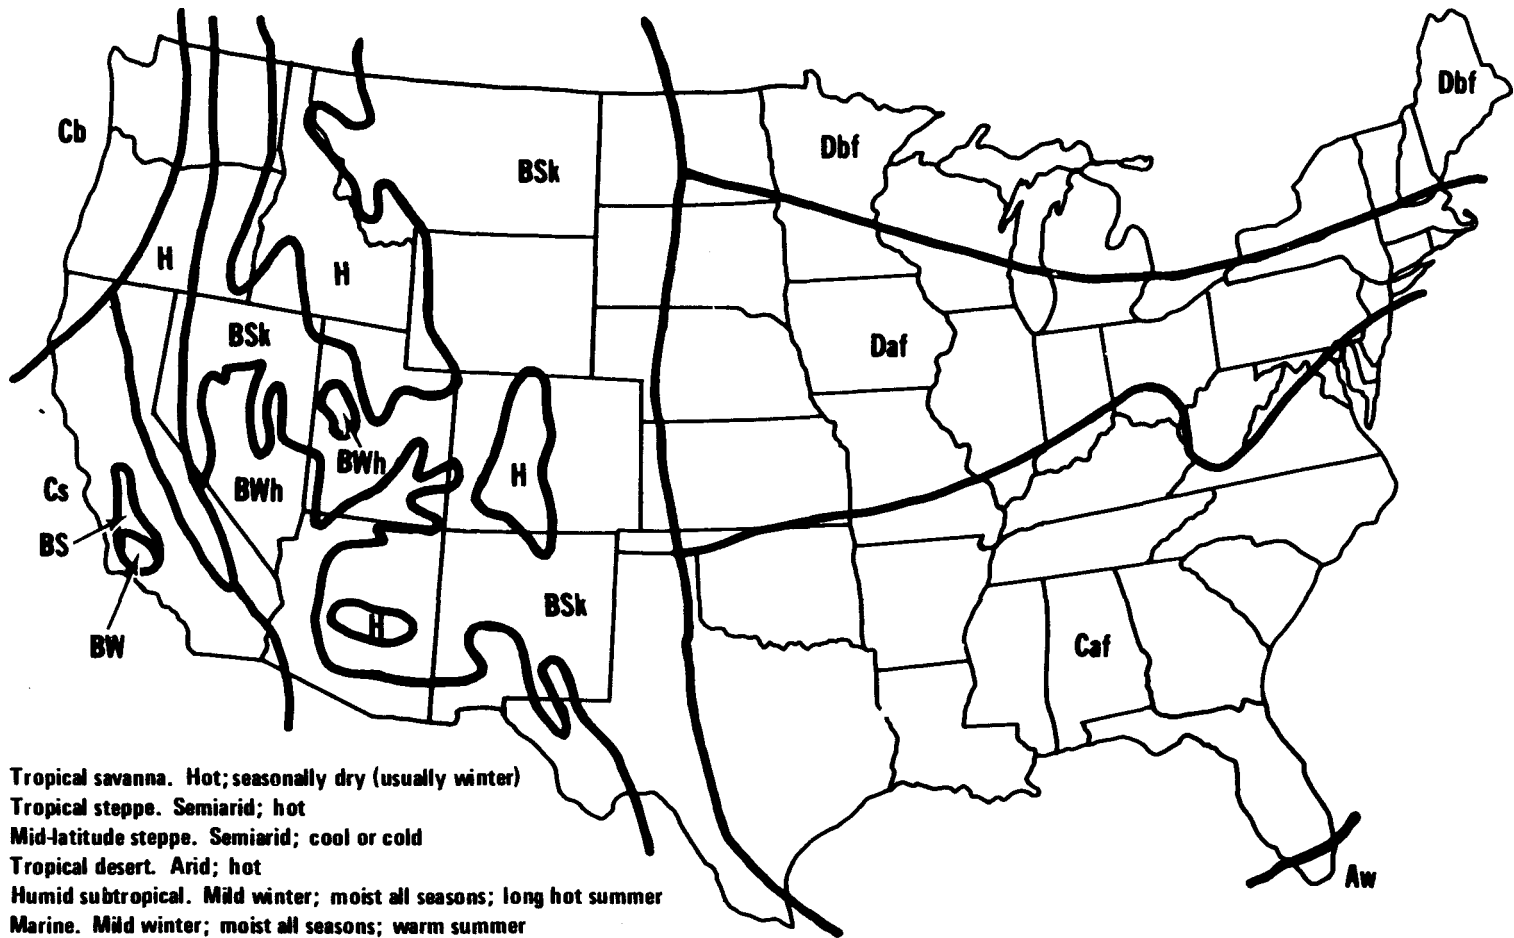 Dbf
Cb
Dbf
BSk
H
H
BSk
Daf
BWh
H
Cs
BWh
BS
BSk
H
BW
Caf
Tropical savanna. Hot; seasonally dry (usually winter)
Tropical steppe. Semiarid; hot
Mid-latitude steppe. Semiarid; cool or cold
Tropical desert. Arid; hot
Humid subtropical. Mild winter; moist all seasons; long hot summer
Aw
Marine. Mild winter; moist all seasons; warm summer